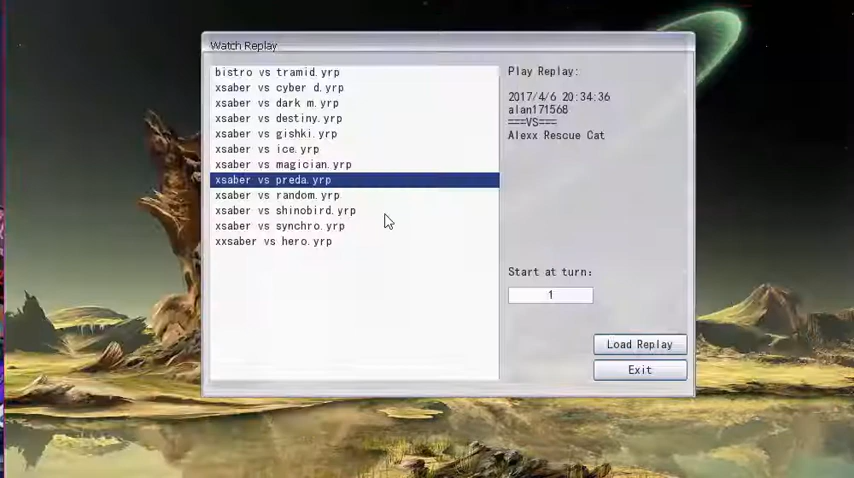 Watch Replay
bistro vs tramid.yrp
xsaber vs cyber d.yrp
xsaber vs dark m.yrp
xsaber vs destiny.yrp
xsaber vs gishki.yrp
xsaber vs ice.yrp
xsaber vs magician.yrp
xsaber vs preda.yrp
xsaber vs random.yrp
xsaber vs shinobird.yrp
xsaber vs synchro.yrp
xxsaber vs hero.yrp
Play Replay:
2017/4/6 20:34:36
alan171568
===VS===
Alexx Rescue Cat
Start at turn:
1
Load Replay
Exit